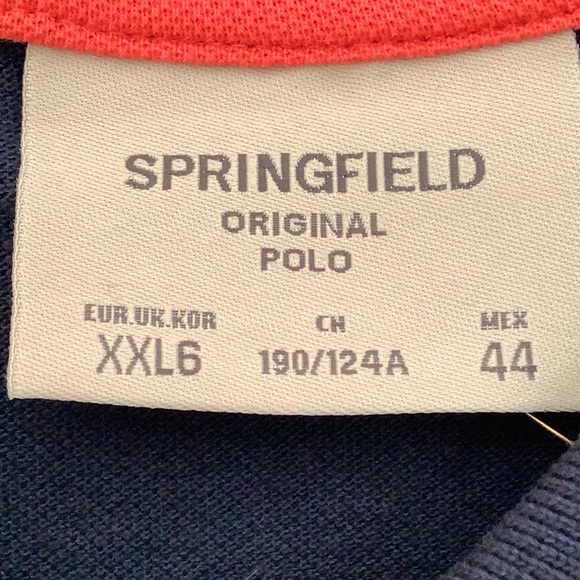 SPRINGFIELD
ORIGINAL
POLO
EUR.UK.KOR CN MEX
XXL6 190/124A 44